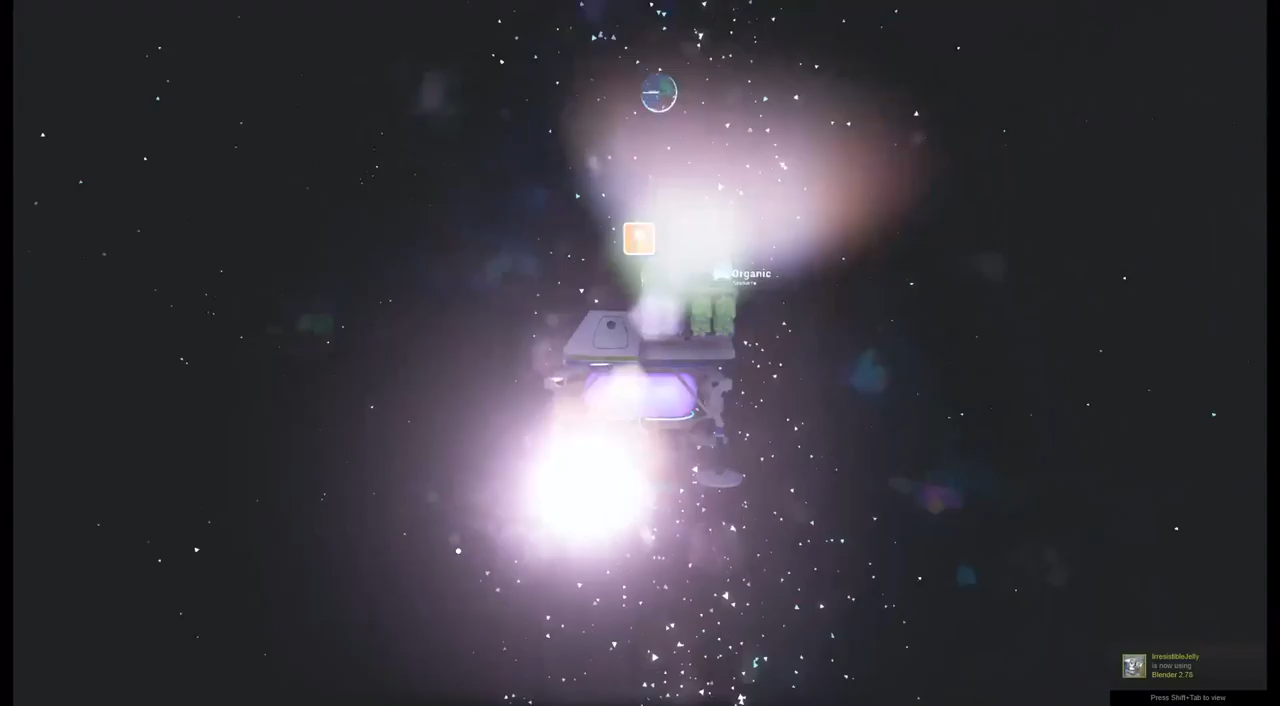 Organic
IrresistibleJelly
is now using
Blender 2.78
Press Shift+Tab to view